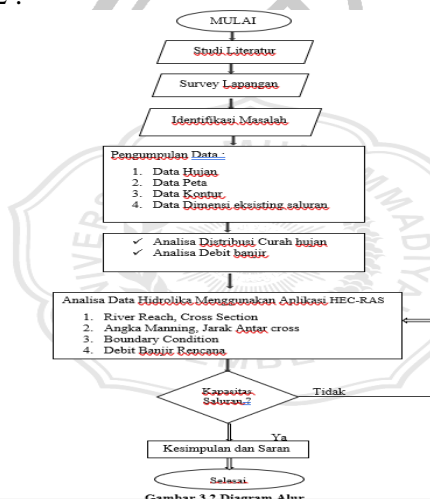 MULAI
Studi Literatur
Survey Lapangan
Identifikasi Masalah
Pengumpulan Data :
1. Data Hujan
2. Data Peta
3. Data Kontur
4. Data Dimensi eksisting saluran
✓ Analisa Distribusi Curah hujan
✓ Analisa Debit banjir
Analisa Data Hidrolika Menggunakan Aplikasi HEC-RAS
1. River Reach, Cross Section
2. Angka Manning, Jarak Antar cross
3. Boundary Condition
4. Debit Banjir Rencana
Kapasitas
Saluran ?
Tidak
Ya
Kesimpulan dan Saran
Selesai
Gambar 3.2 Diagram Alur